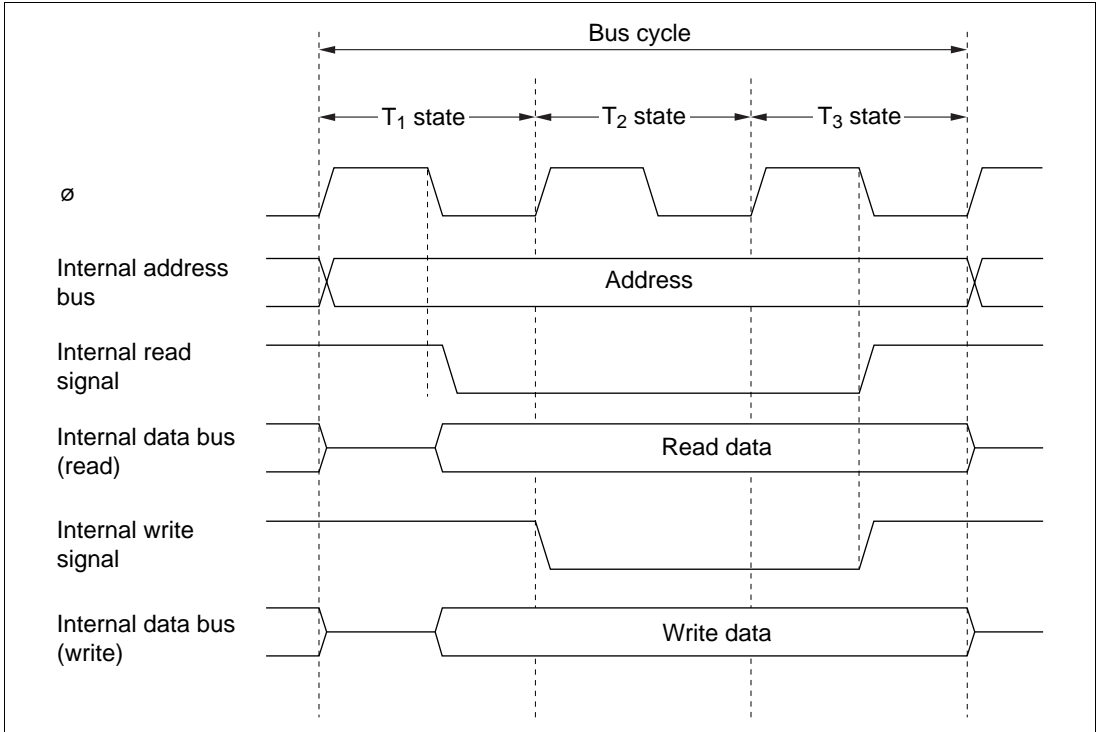 Bus cycle
T₁ state
T₂ state
T₃ state
ø
Internal address
bus
Address
Internal read
signal
Internal data bus
(read)
Read data
Internal write
signal
Internal data bus
(write)
Write data